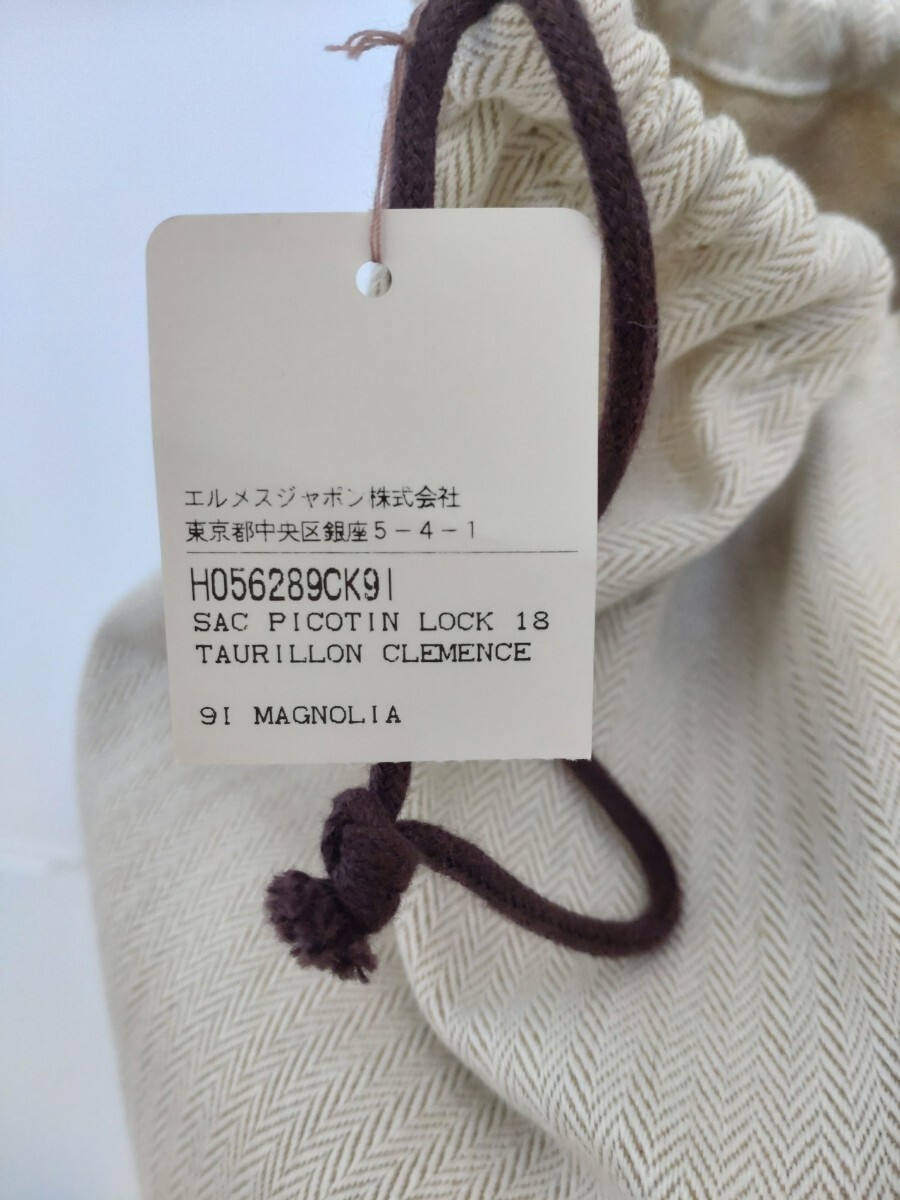 エルメスジャポン株式会社
東京都中央区銀座5-4-1
H056289CK9I
SAC PICOTIN LOCK 18
TAURILLON CLEMENCE
9I MAGNOLIA